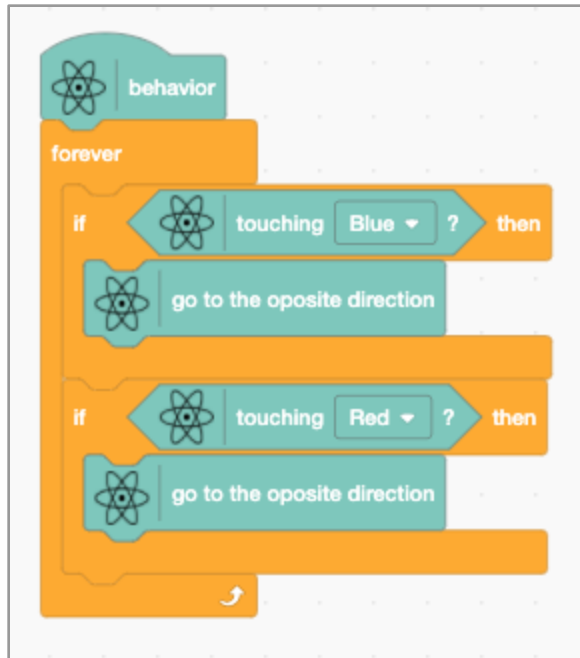 behavior
forever
if touching Blue ? then
go to the oposite direction
if touching Red ? then
go to the oposite direction